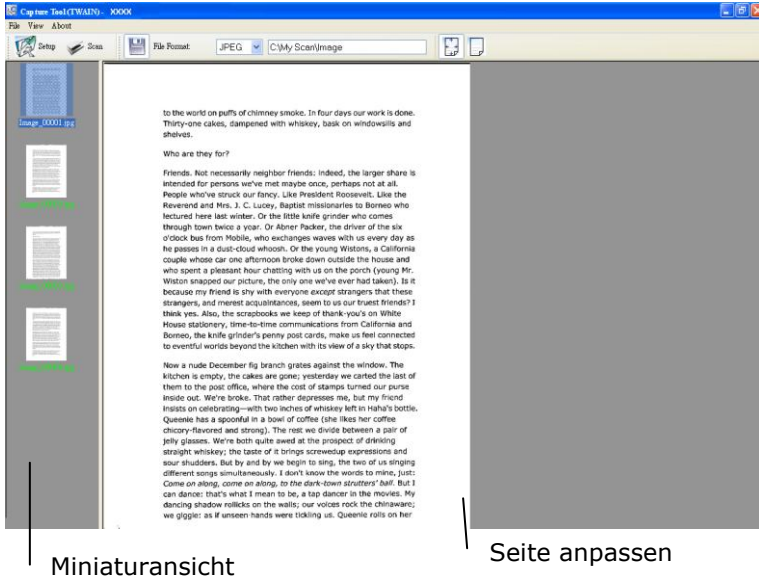 Capture Tool(TWAIN)- XXXX
File View About
Setup Scan File Format: JPEG C:\My Scan\Image
Image_00001.jpg
to the world on puffs of chimney smoke. In four days our work is done.
Thirty-one cakes, dampened with whiskey, bask on windowsills and
shelves.
Who are they for?
Friends. Not necessarily neighbor friends: indeed, the larger share is
intended for persons we've met maybe once, perhaps not at all.
People who've struck our fancy. Like President Roosevelt. Like the
Reverend and Mrs. J. C. Lucey, Baptist missionaries to Borneo who
lectured here last winter. Or the little knife grinder who comes
through town twice a year. Or Abner Packer, the driver of the six
o'clock bus from Mobile, who exchanges waves with us every day as
he passes in a dust-cloud whoosh. Or the young Wistons, a California
couple whose car one afternoon broke down outside the house and
who spent a pleasant hour chatting with us on the porch (young Mr.
Wiston snapped our picture, the only one we've ever had taken). Is it
because my friend is shy with everyone except strangers that these
strangers, and merest acquaintances, seem to us our truest friends? I
think yes. Also, the scrapbooks we keep of thank-you's on White
House stationery, time-to-time communications from California and
Borneo, the knife grinder's penny post cards, make us feel connected
to eventful worlds beyond the kitchen with its view of a sky that stops.
Now a nude December fig branch grates against the window. The
kitchen is empty, the cakes are gone; yesterday we carted the last of
them to the post office, where the cost of stamps turned our purse
inside out. We're broke. That rather depresses me, but my friend
insists on celebrating—with two inches of whiskey left in Haha's bottle.
Queenie has a spoonful in a bowl of coffee (she likes her coffee
chicory-flavored and strong). The rest we divide between a pair of
jelly glasses. We're both quite awed at the prospect of drinking
straight whiskey; the taste of it brings screwedup expressions and
sour shudders. But by and by we begin to sing, the two of us singing
different songs simultaneously. I don't know the words to mine, just:
Come on along, come on along, to the dark-town strutters' ball. But I
can dance: that's what I mean to be, a tap dancer in the movies. My
dancing shadow rollicks on the walls; our voices rock the chinaware;
we giggle: as if unseen hands were tickling us. Queenie rolls on her
Miniaturansicht
Seite anpassen